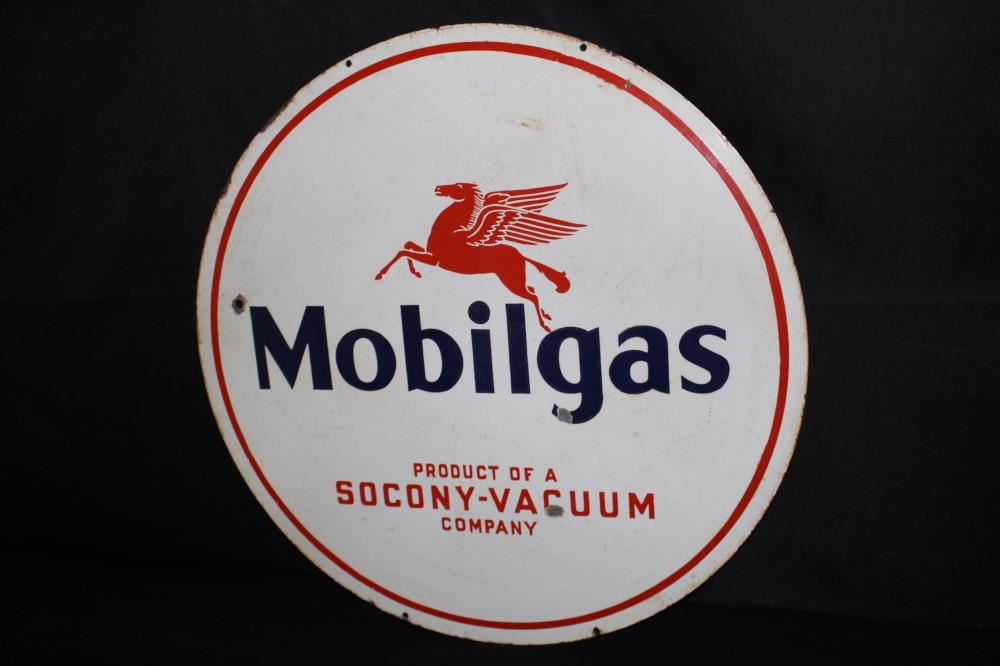 Mobilgas
PRODUCT OF A
SOCONY-VACUUM
COMPANY